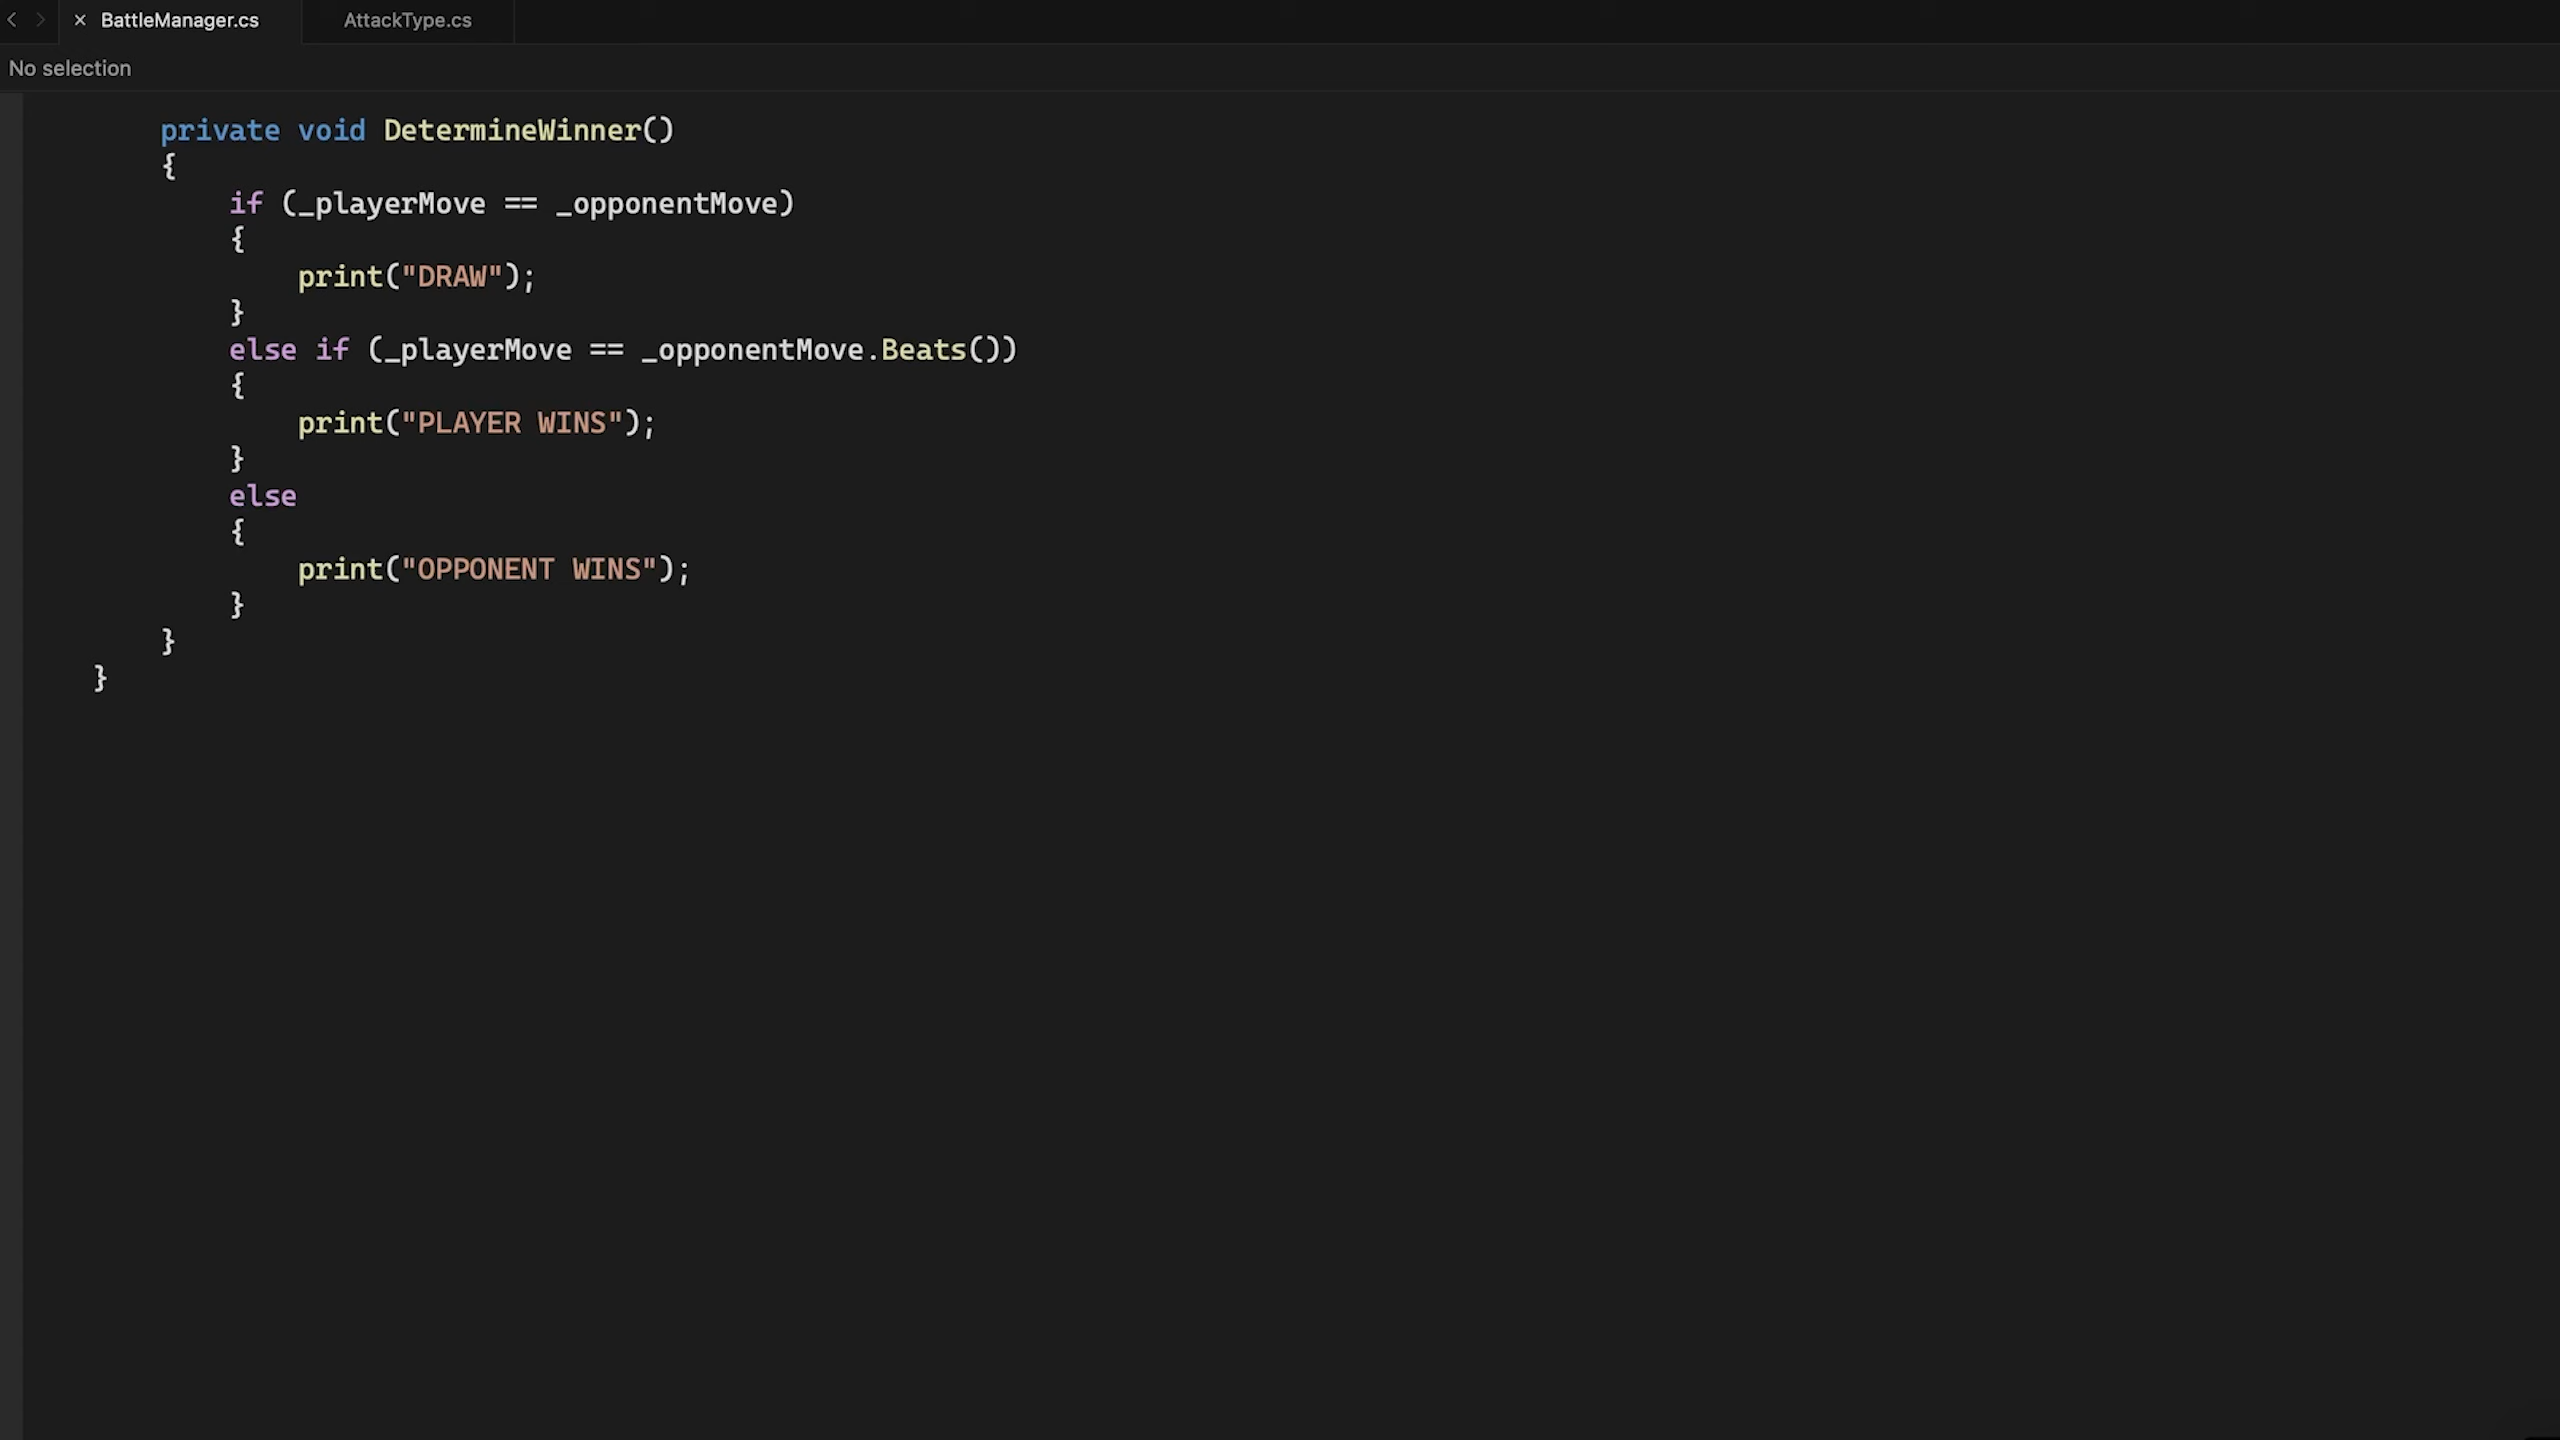 BattleManager.cs AttackType.cs
No selection
private void DetermineWinner()
{
if (_playerMove == _opponentMove)
{
print("DRAW");
}
else if (_playerMove == _opponentMove.Beats())
{
print("PLAYER WINS");
}
else
{
print("OPPONENT WINS");
}
}
}